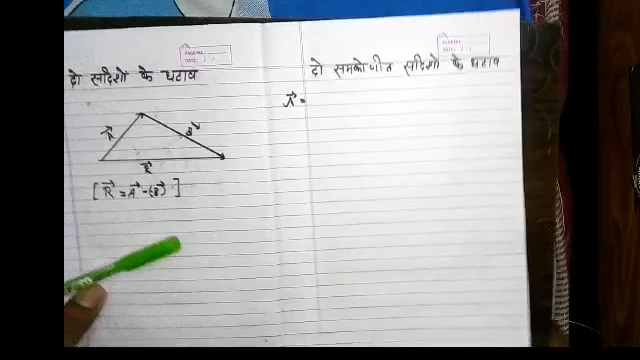 दो सदिशों के घटाव
A⃗
B⃗
R⃗
[ R⃗ = A⃗ - (B⃗) ]
दो समकोणीत सदिशों के घटाव
A⃗ =